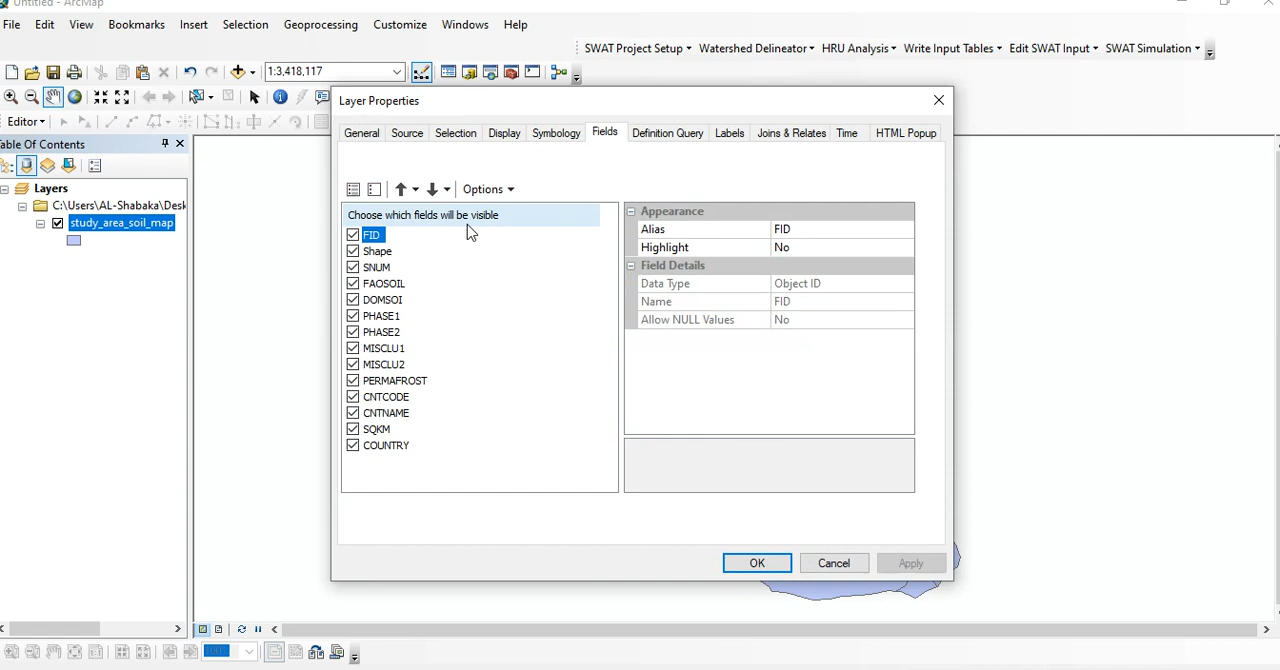 Untitled - ArcMap
File Edit View Bookmarks Insert Selection Geoprocessing Customize Windows Help
SWAT Project Setup Watershed Delineator HRU Analysis Write Input Tables Edit SWAT Input SWAT Simulation
1:3,418,117
Editor
able Of Contents
Layers
C:\Users\AL-Shabaka\Desk
study_area_soil_map
Layer Properties
General Source Selection Display Symbology Fields Definition Query Labels Joins & Relates Time HTML Popup
Options
Choose which fields will be visible
FID
Shape
SNUM
FAOSOIL
DOMSOI
PHASE1
PHASE2
MISCLU1
MISCLU2
PERMAFROST
CNTCODE
CNTNAME
SQKM
COUNTRY
Appearance
Alias FID
Highlight No
Field Details
Data Type Object ID
Name FID
Allow NULL Values No
OK Cancel Apply